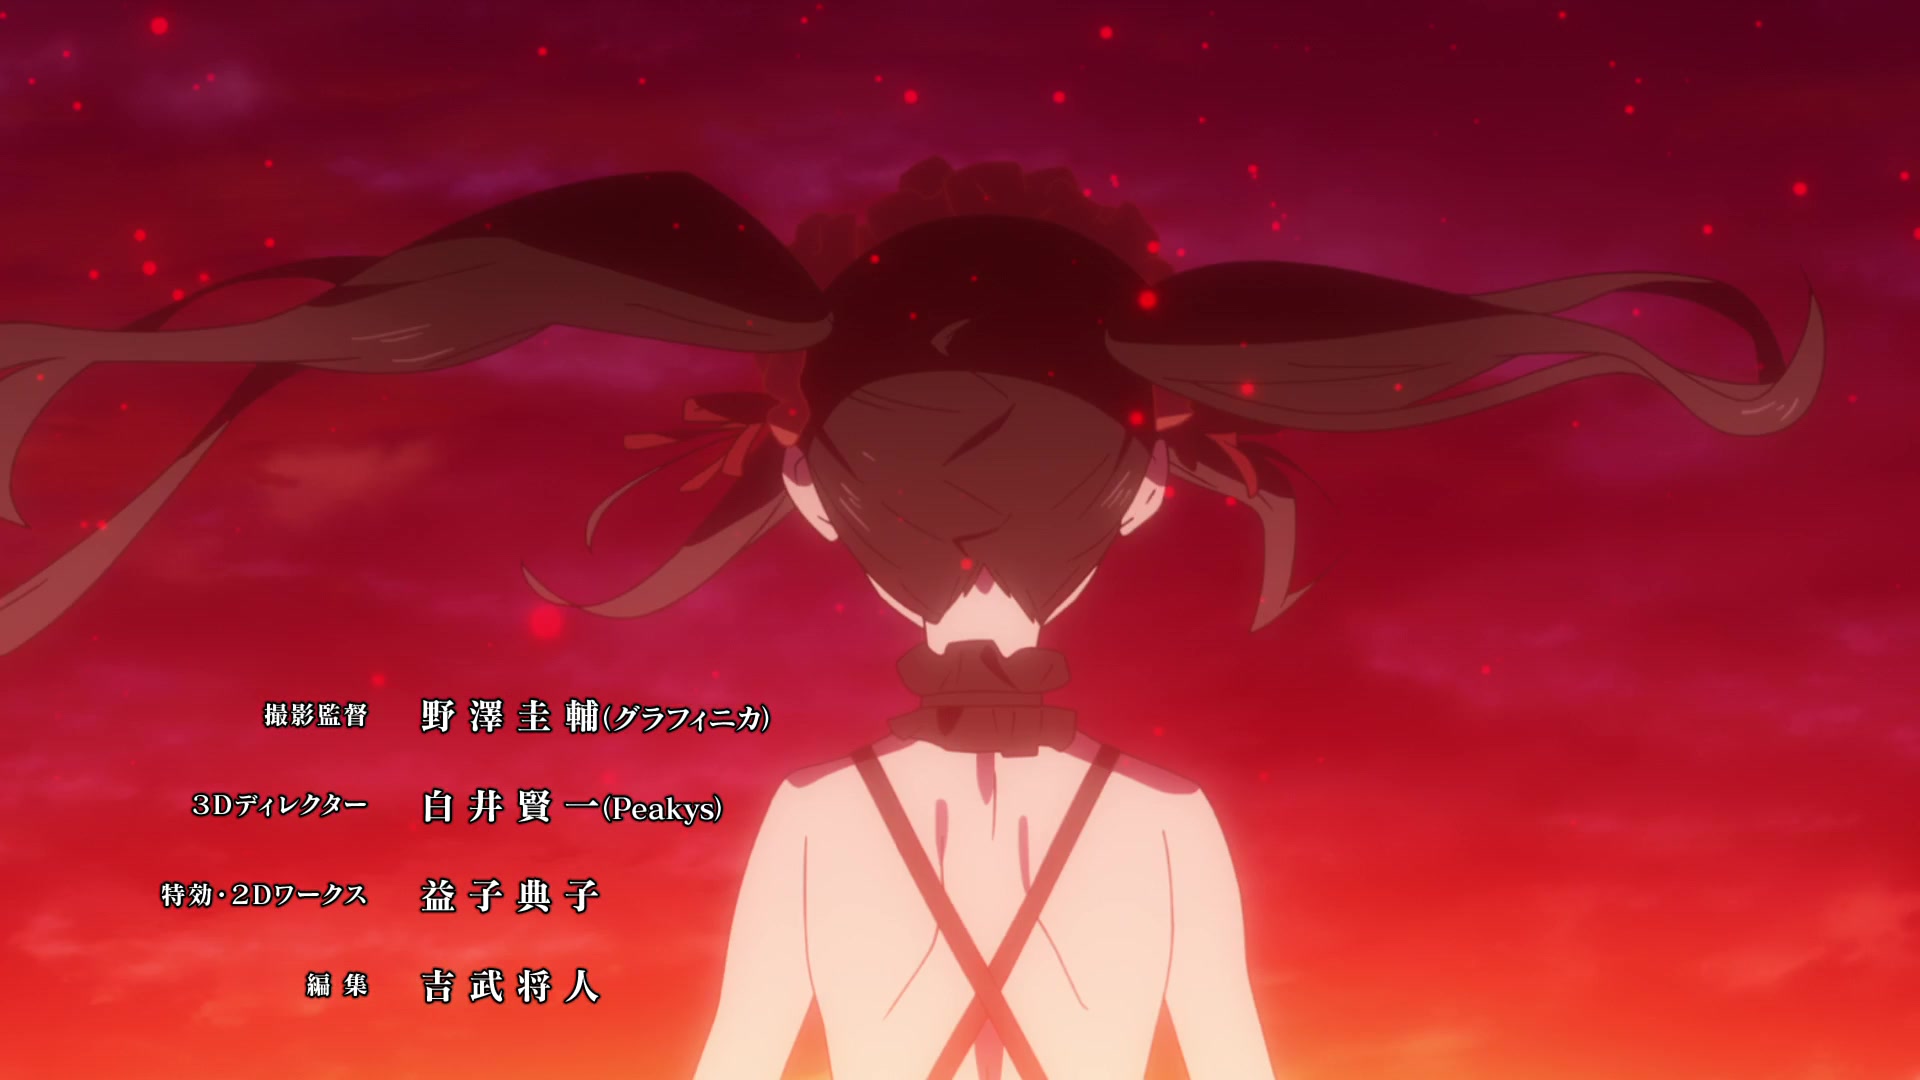 撮影監督 野澤圭輔(グラフィニカ)
3Dディレクター 白井賢一(Peakys)
特効・2Dワークス 益子典子
編集 吉武将人